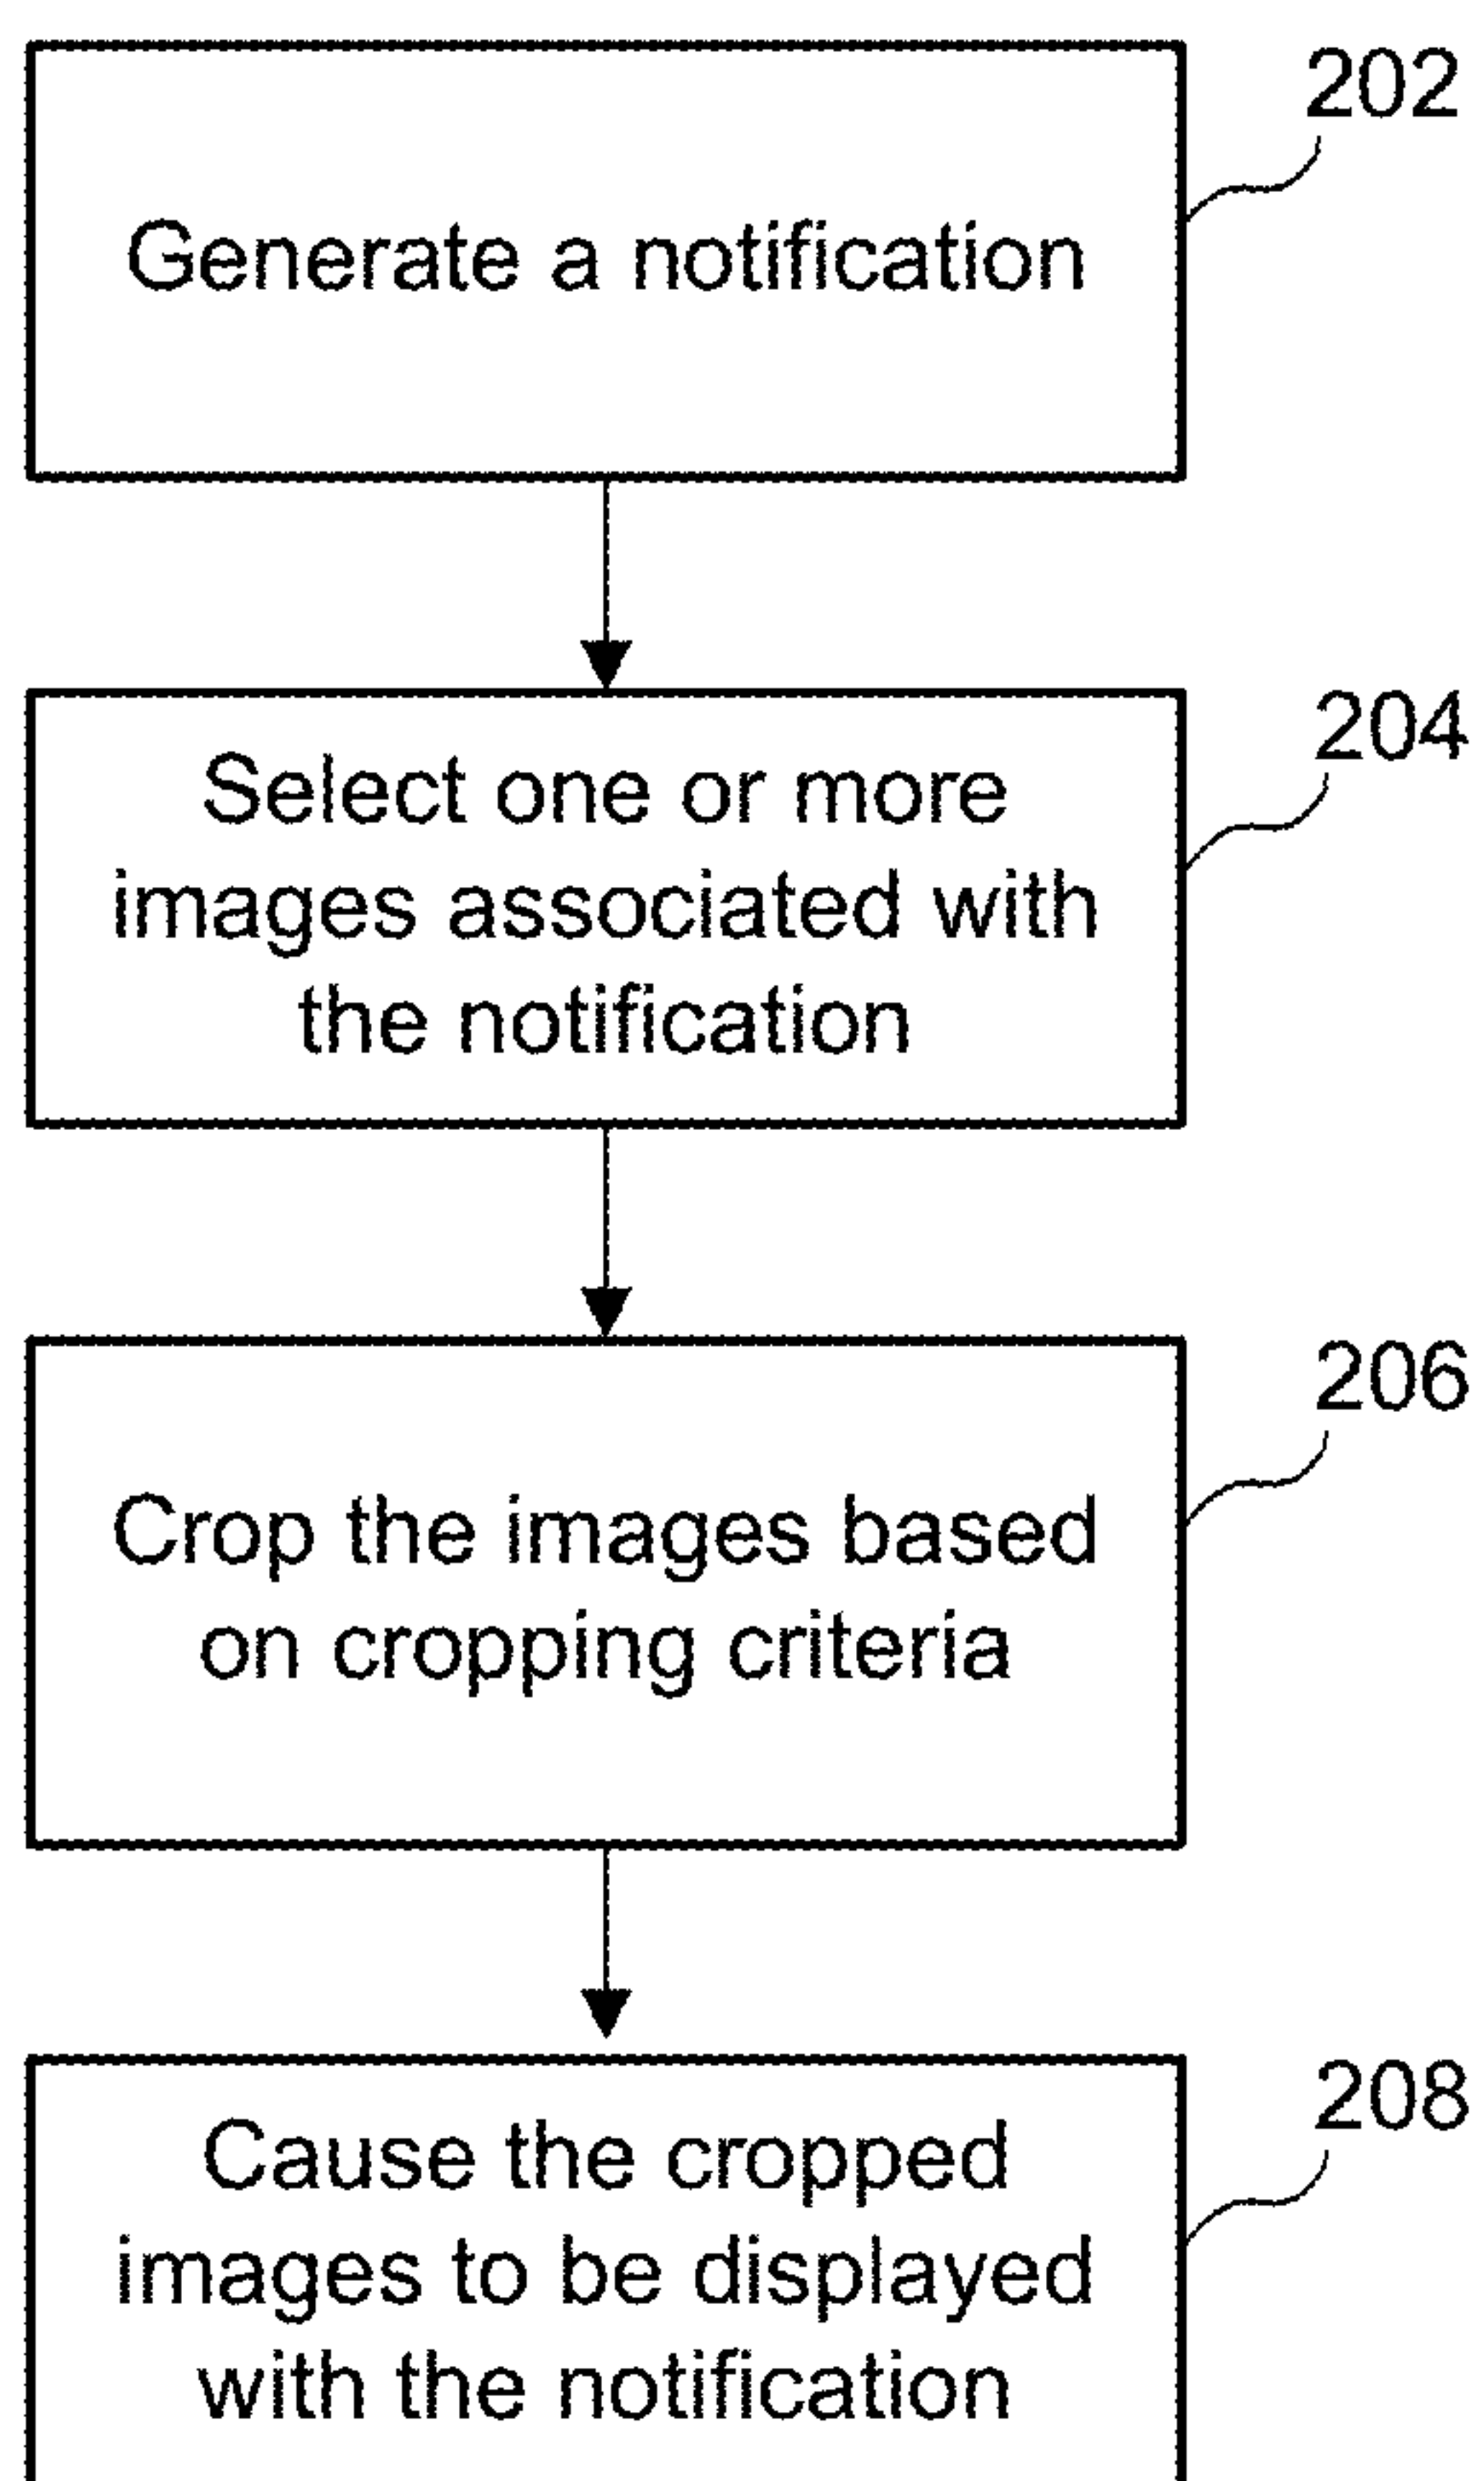 202
Generate a notification
204
Select one or more
images associated with
the notification
206
Crop the images based
on cropping criteria
208
Cause the cropped
images to be displayed
with the notification